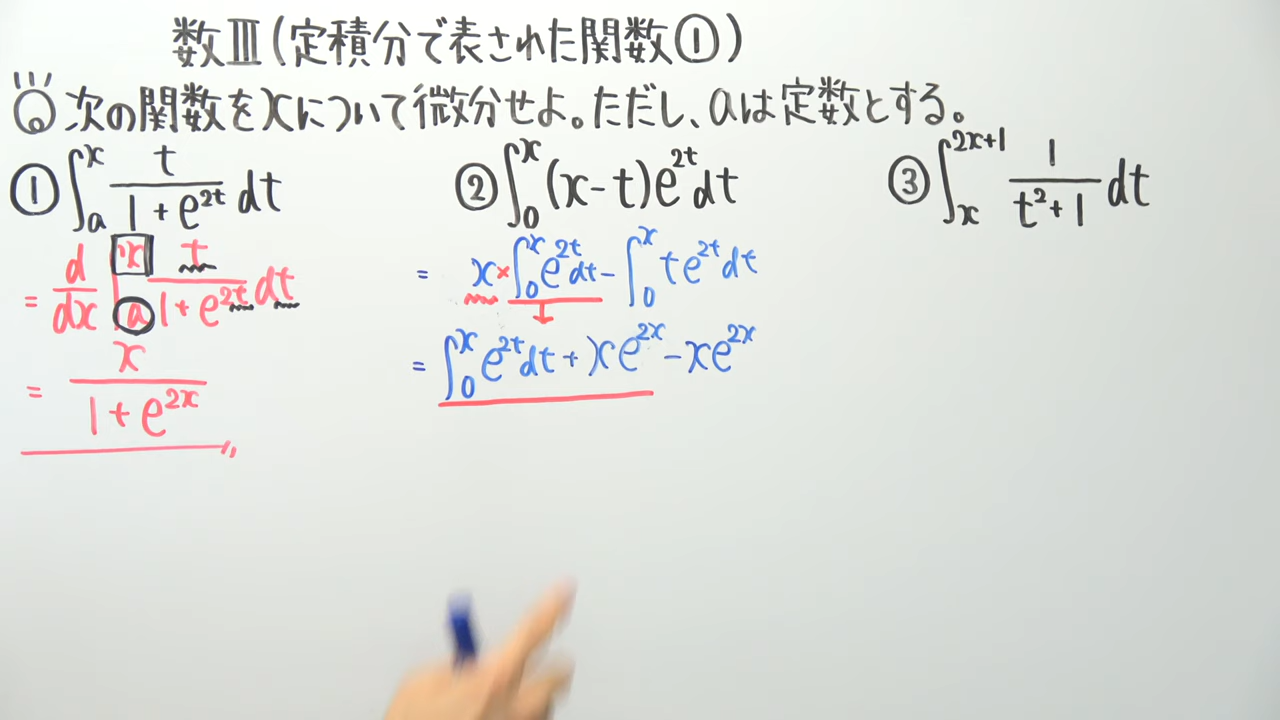 数Ⅲ(定積分で表された関数①)
次の関数をxについて微分せよ。ただし、aは定数とする。
① ∫_a^x t/(1+e^{2t}) dt
= d/dx ∫_a^x t/(1+e^{2t}) dt
= x/(1+e^{2x})
② ∫_0^x (x-t)e^{2t}dt
= x×∫_0^x e^{2t}dt - ∫_0^x te^{2t}dt
= ∫_0^x e^{2t}dt + xe^{2x} - xe^{2x}
③ ∫_x^{2x+1} 1/(t^2+1) dt